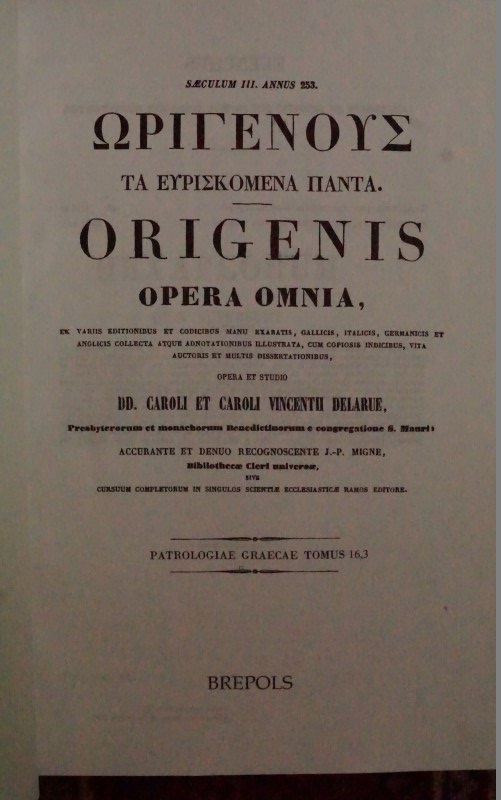 SÆCULUM III. ANNUS 253.
ΩΡΙΓΕΝΟΥΣ
ΤΑ ΕΥΡΙΣΚΟΜΕΝΑ ΠΑΝΤΑ.
ORIGENIS
OPERA OMNIA,
EX VARIIS EDITIONIBUS ET CODICIBUS MANU EXARATIS, GALLICIS, ITALICIS, GERMANICIS ET
ANGLICIS COLLECTA ATQUE ADNOTATIONIBUS ILLUSTRATA, CUM COPIOSIS INDICIBUS, VITA
AUCTORIS ET MULTIS DISSERTATIONIBUS,
OPERA ET STUDIO
DD. CAROLI ET CAROLI VINCENTII DELARUE,
Presbyterorum et monachorum Benedictinorum e congregatione S. Mauri:
ACCURANTE ET DENUO RECOGNOSCENTE J.-P. MIGNE,
Bibliothecæ Cleri universæ,
SIVE
CURSUUM COMPLETORUM IN SINGULOS SCIENTIÆ ECCLESIASTICÆ RAMOS EDITORE.
PATROLOGIAE GRAECAE TOMUS 16,3
BREPOLS